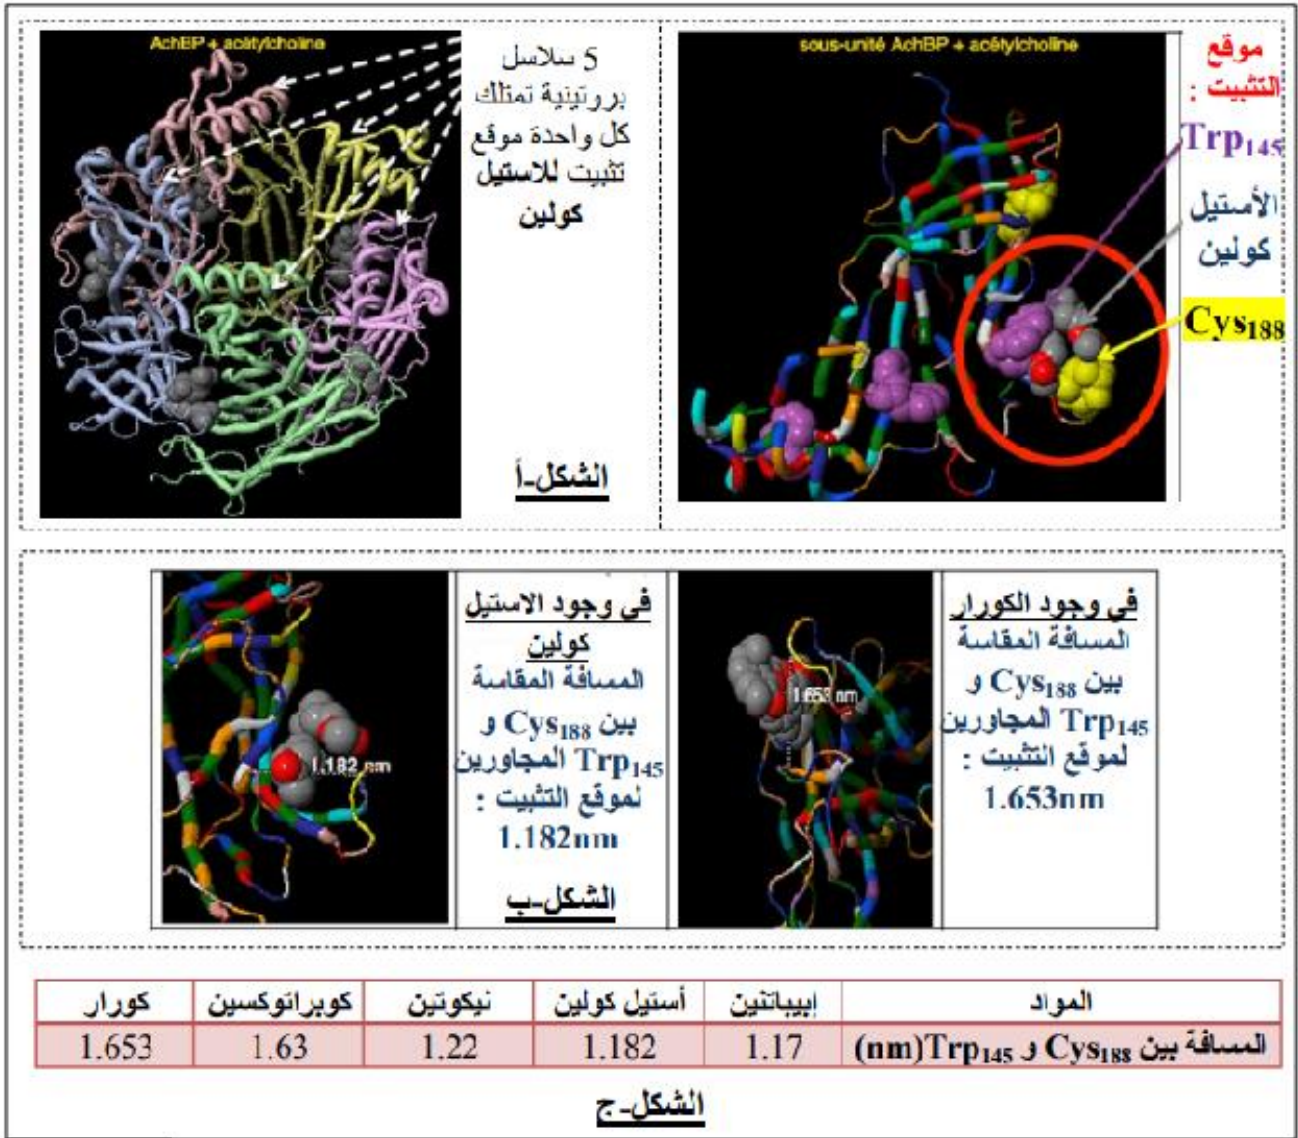 AchBP + acétylcholine
5 سلاسل
بروتينية تمتلك
كل واحدة موقع
تثبيت للاستيل
كولين
الشكل-أ
sous-unité AchBP + acétylcholine
موقع
التثبيت :
Trp145
الأستيل
كولين
Cys188
في وجود الاستيل
كولين
المسافة المقاسة
بين Cys188 و
Trp145 المجاورين
لموقع التثبيت :
1.182nm
1.182 nm
الشكل-ب
في وجود الكورار
المسافة المقاسة
بين Cys188 و
Trp145 المجاورين
لموقع التثبيت :
1.653nm
1.653 nm
المواد إبيباتئين أستيل كولين نيكوتين كوبراتوكسين كورار
المسافة بين Cys188 و Trp145(nm) 1.17 1.182 1.22 1.63 1.653
الشكل-ج